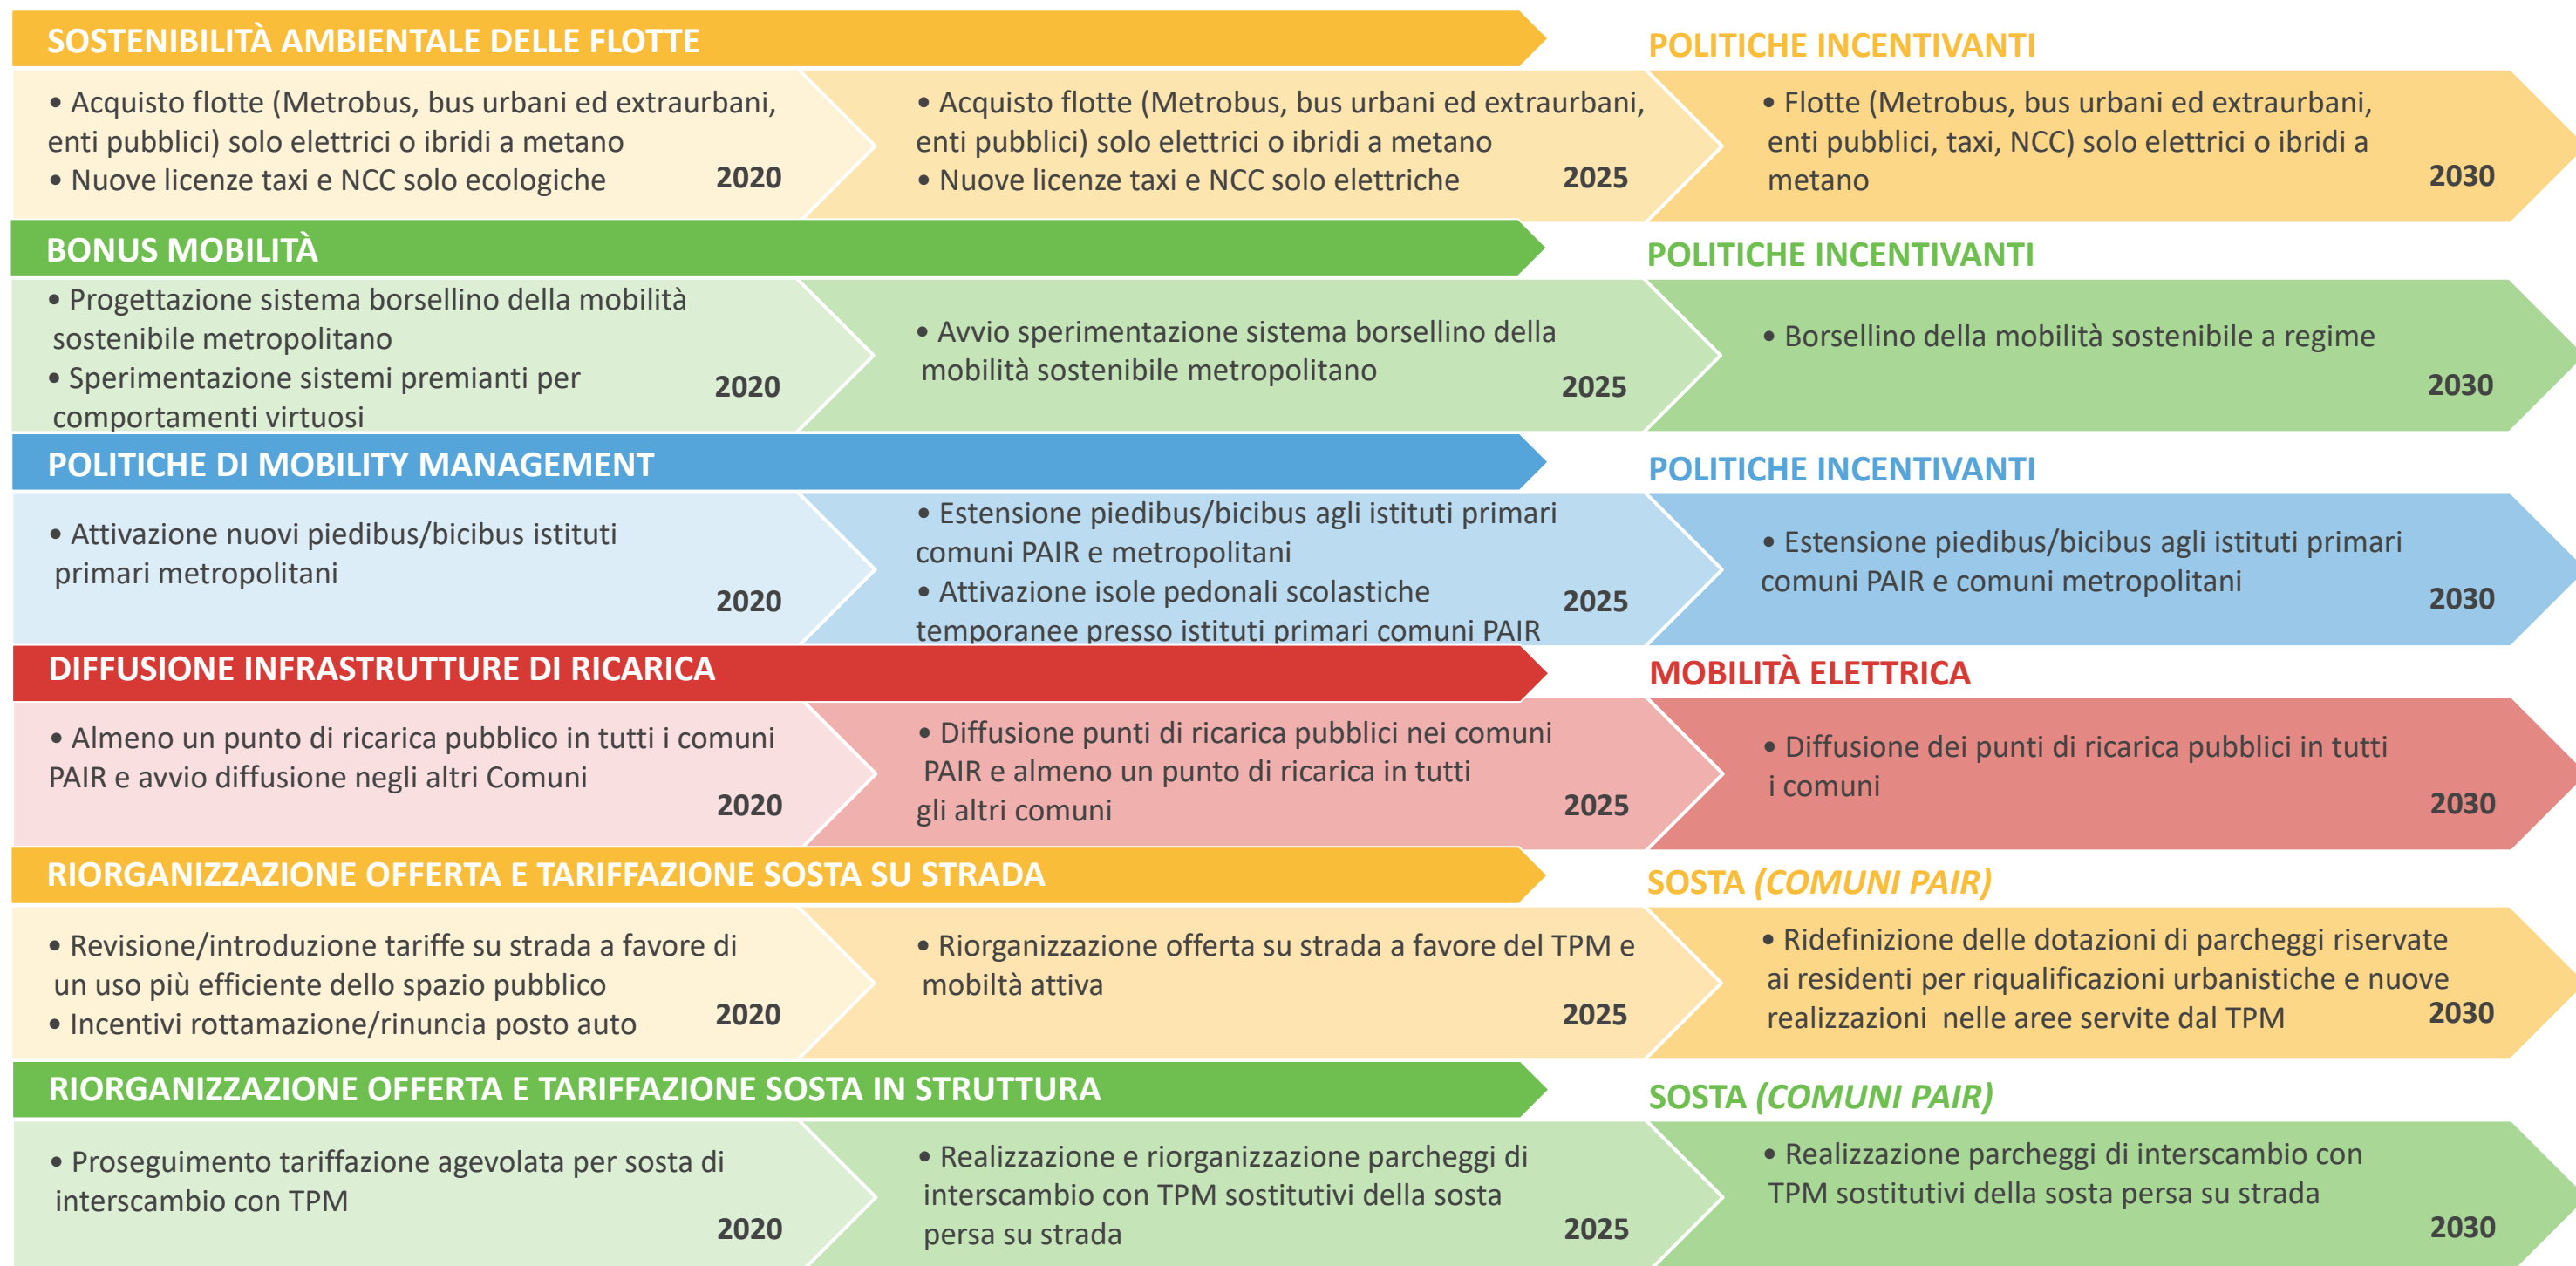 SOSTENIBILITÀ AMBIENTALE DELLE FLOTTE
POLITICHE INCENTIVANTI
• Acquisto flotte (Metrobus, bus urbani ed extraurbani,
enti pubblici) solo elettrici o ibridi a metano
• Nuove licenze taxi e NCC solo ecologiche
2020
• Acquisto flotte (Metrobus, bus urbani ed extraurbani,
enti pubblici) solo elettrici o ibridi a metano
• Nuove licenze taxi e NCC solo elettriche
2025
• Flotte (Metrobus, bus urbani ed extraurbani,
enti pubblici, taxi, NCC) solo elettrici o ibridi a
metano
2030
BONUS MOBILITÀ
POLITICHE INCENTIVANTI
• Progettazione sistema borsellino della mobilità
sostenibile metropolitano
• Sperimentazione sistemi premianti per
comportamenti virtuosi
2020
• Avvio sperimentazione sistema borsellino della
mobilità sostenibile metropolitano
2025
• Borsellino della mobilità sostenibile a regime
2030
POLITICHE DI MOBILITY MANAGEMENT
POLITICHE INCENTIVANTI
• Attivazione nuovi piedibus/bicibus istituti
primari metropolitani
2020
• Estensione piedibus/bicibus agli istituti primari
comuni PAIR e metropolitani
• Attivazione isole pedonali scolastiche
temporanee presso istituti primari comuni PAIR
2025
• Estensione piedibus/bicibus agli istituti primari
comuni PAIR e comuni metropolitani
2030
DIFFUSIONE INFRASTRUTTURE DI RICARICA
MOBILITÀ ELETTRICA
• Almeno un punto di ricarica pubblico in tutti i comuni
PAIR e avvio diffusione negli altri Comuni
2020
• Diffusione punti di ricarica pubblici nei comuni
PAIR e almeno un punto di ricarica in tutti
gli altri comuni
2025
• Diffusione dei punti di ricarica pubblici in tutti
i comuni
2030
RIORGANIZZAZIONE OFFERTA E TARIFFAZIONE SOSTA SU STRADA
SOSTA (COMUNI PAIR)
• Revisione/introduzione tariffe su strada a favore di
un uso più efficiente dello spazio pubblico
• Incentivi rottamazione/rinuncia posto auto
2020
• Riorganizzazione offerta su strada a favore del TPM e
mobiltà attiva
2025
• Ridefinizione delle dotazioni di parcheggi riservate
ai residenti per riqualificazioni urbanistiche e nuove
realizzazioni nelle aree servite dal TPM
2030
RIORGANIZZAZIONE OFFERTA E TARIFFAZIONE SOSTA IN STRUTTURA
SOSTA (COMUNI PAIR)
• Proseguimento tariffazione agevolata per sosta di
interscambio con TPM
2020
• Realizzazione e riorganizzazione parcheggi di
interscambio con TPM sostitutivi della sosta
persa su strada
2025
• Realizzazione parcheggi di interscambio con
TPM sostitutivi della sosta persa su strada
2030